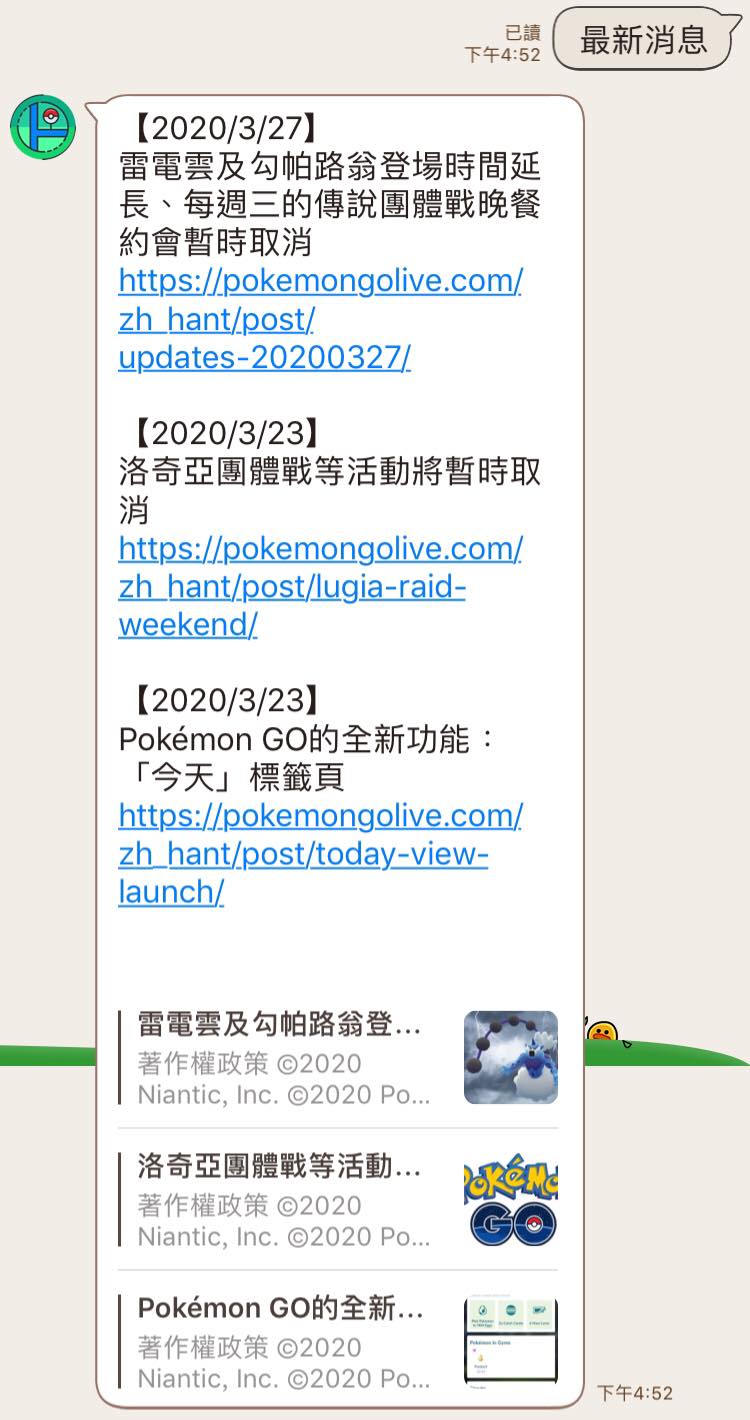 已讀
下午4:52
最新消息
【2020/3/27】
雷電雲及勾帕路翁登場時間延
長、每週三的傳說團體戰晚餐
約會暫時取消
https://pokemongolive.com/
zh_hant/post/
updates-20200327/
【2020/3/23】
洛奇亞團體戰等活動將暫時取
消
https://pokemongolive.com/
zh_hant/post/lugia-raid-
weekend/
【2020/3/23】
Pokémon GO的全新功能：
「今天」標籤頁
https://pokemongolive.com/
zh_hant/post/today-view-
launch/
雷電雲及勾帕路翁登...
著作權政策 ©2020
Niantic, Inc. ©2020 Po...
洛奇亞團體戰等活動...
著作權政策 ©2020
Niantic, Inc. ©2020 Po...
POKéMO
GO
Pokémon GO的全新...
著作權政策 ©2020
Niantic, Inc. ©2020 Po...
下午4:52